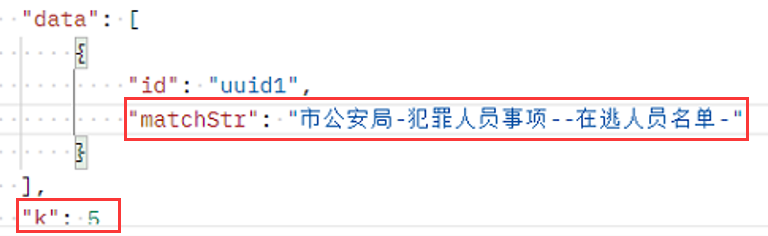 "data": [
{
"id": "uuid1",
"matchStr": "市公安局-犯罪人员事项--在逃人员名单-"
}
],
"k": 5